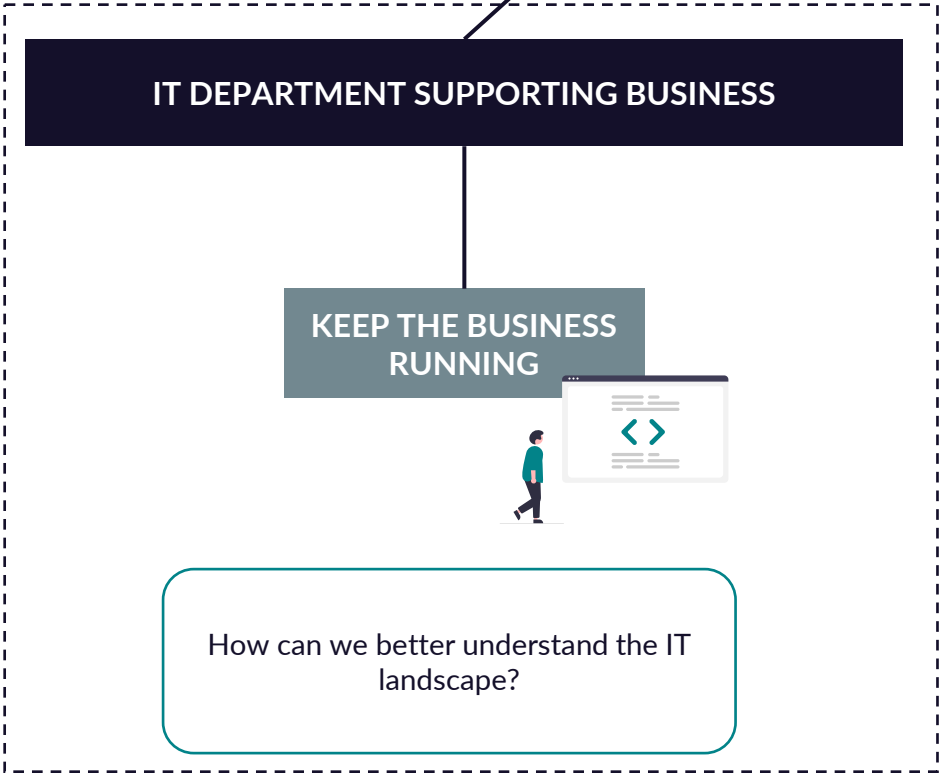 IT DEPARTMENT SUPPORTING BUSINESS
KEEP THE BUSINESS
RUNNING
How can we better understand the IT
landscape?